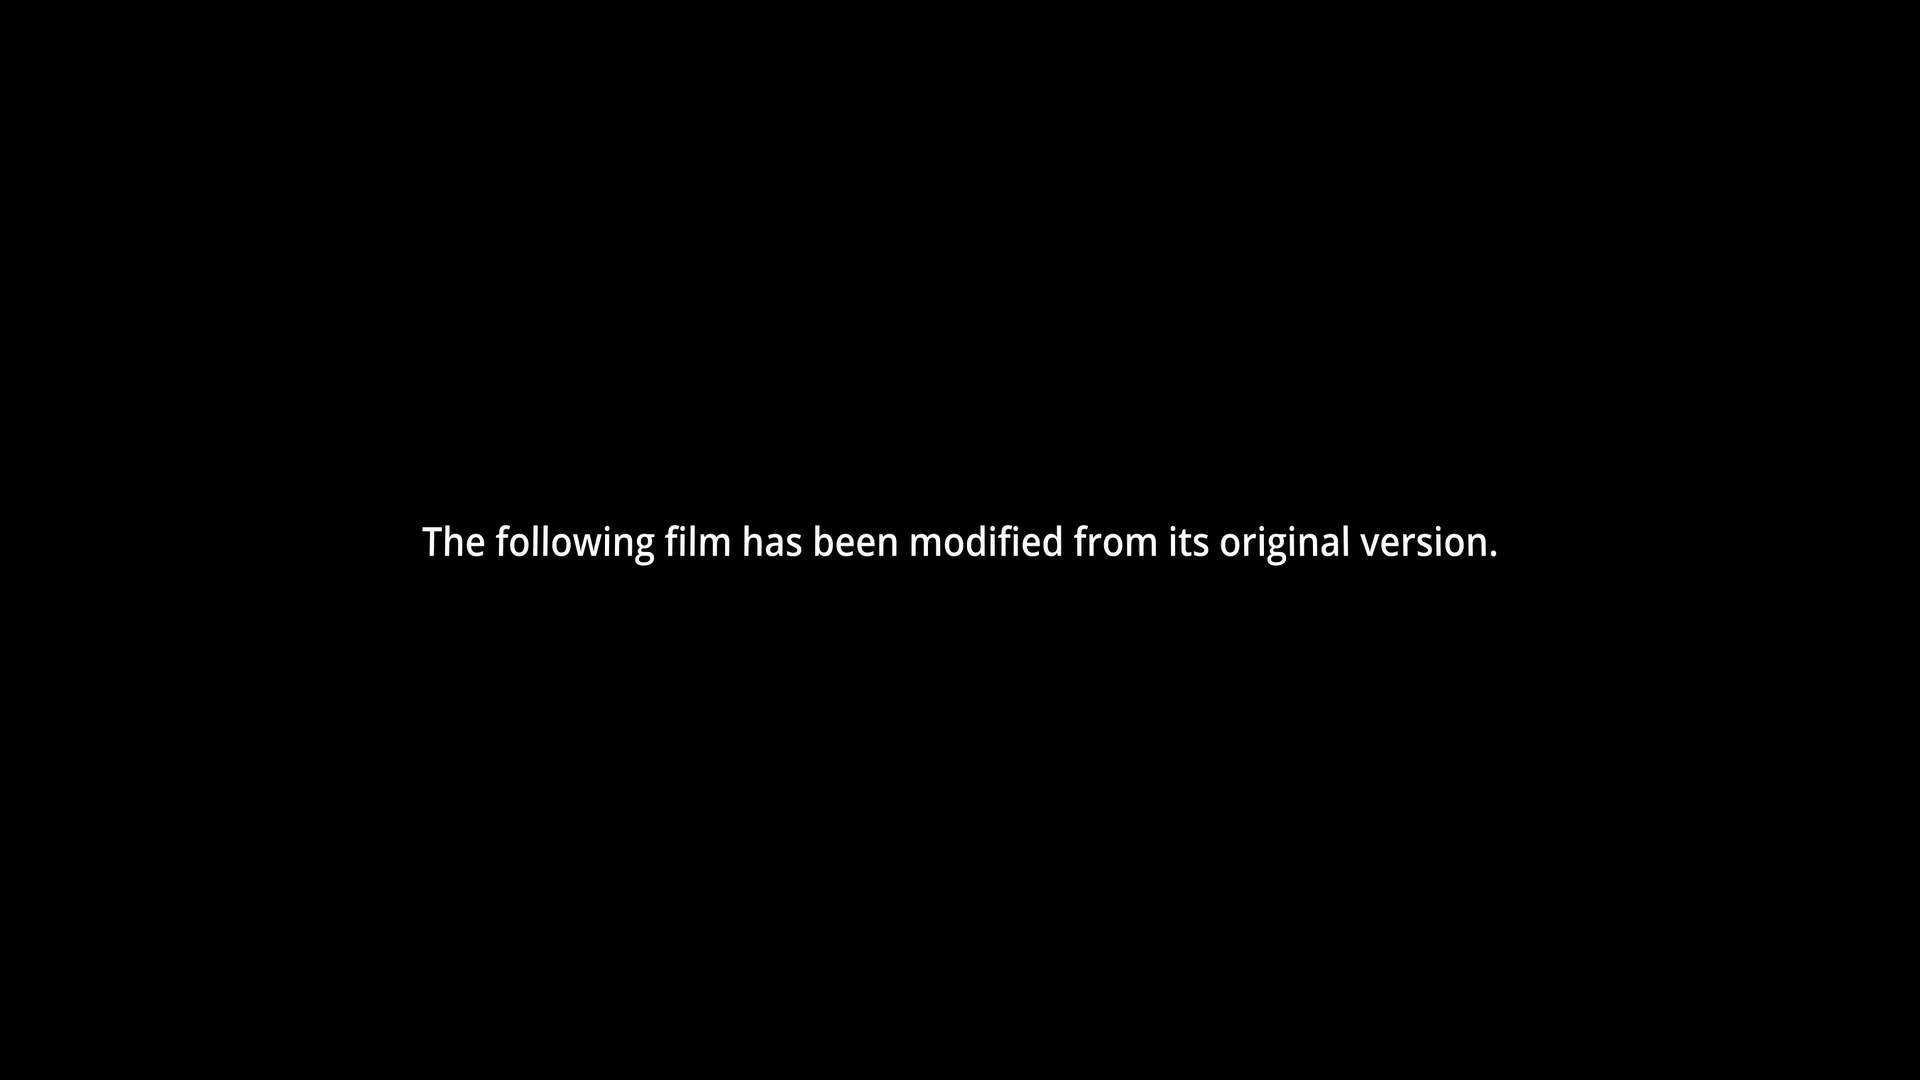 The following film has been modified from its original version.